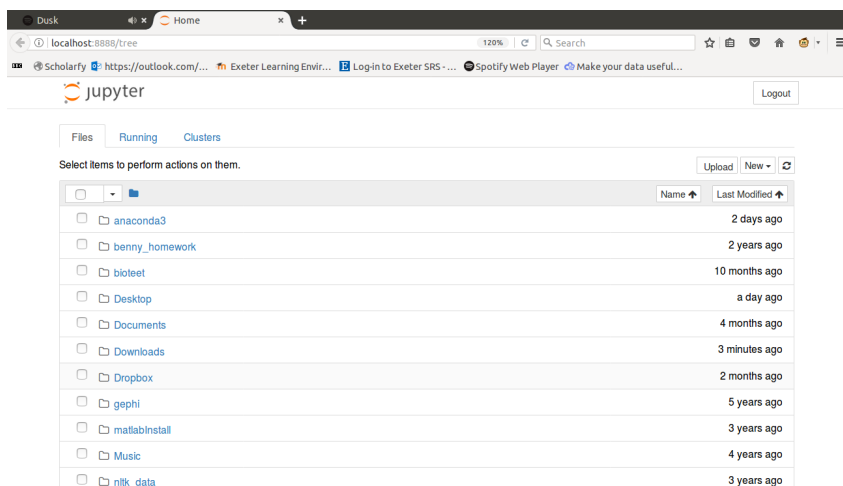 Dusk Home
localhost:8888/tree 120% Search
Scholarfy https://outlook.com/... Exeter Learning Envir... Log-in to Exeter SRS - ... Spotify Web Player Make your data useful...
jupyter Logout
Files Running Clusters
Select items to perform actions on them. Upload New
Name Last Modified
anaconda3 2 days ago
benny_homework 2 years ago
bioteet 10 months ago
Desktop a day ago
Documents 4 months ago
Downloads 3 minutes ago
Dropbox 2 months ago
gephi 5 years ago
matlabInstall 3 years ago
Music 4 years ago
nltk_data 3 years ago